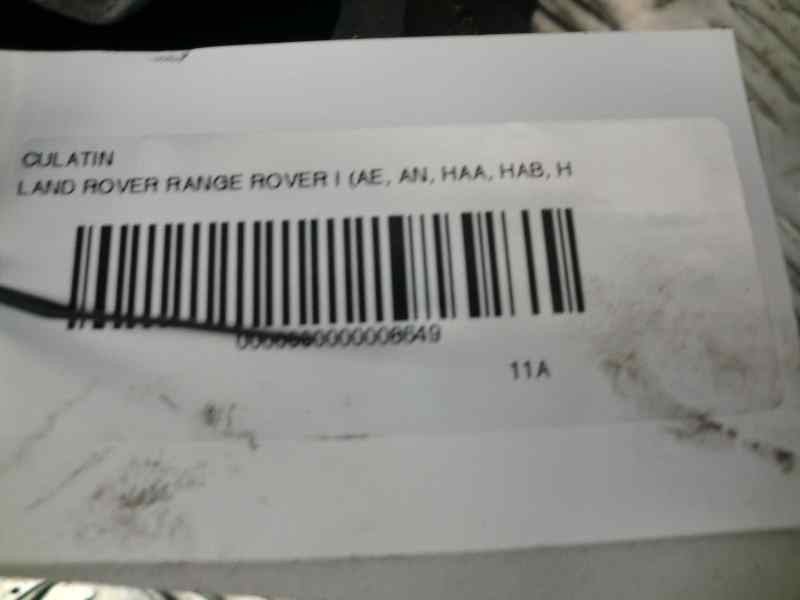 CULATIN
LAND ROVER RANGE ROVER I (AE, AN, HAA, HAB, H
11A